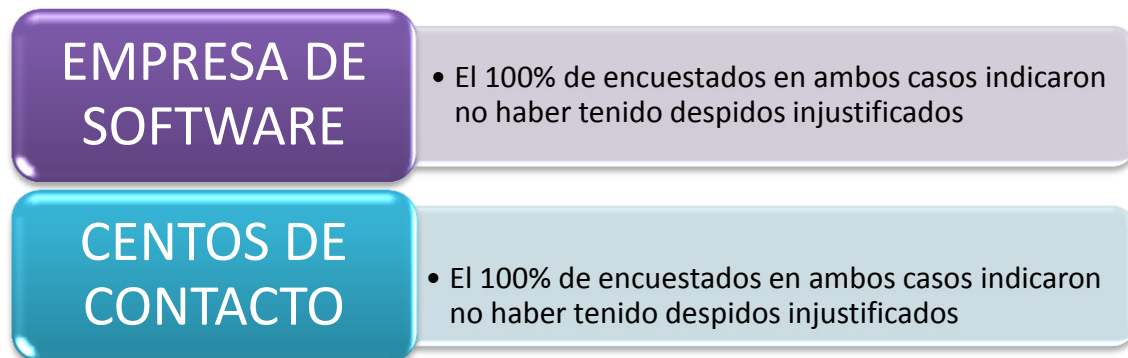 EMPRESA DE
SOFTWARE
• El 100% de encuestados en ambos casos indicaron
no haber tenido despidos injustificados
CENTOS DE
CONTACTO
• El 100% de encuestados en ambos casos indicaron
no haber tenido despidos injustificados